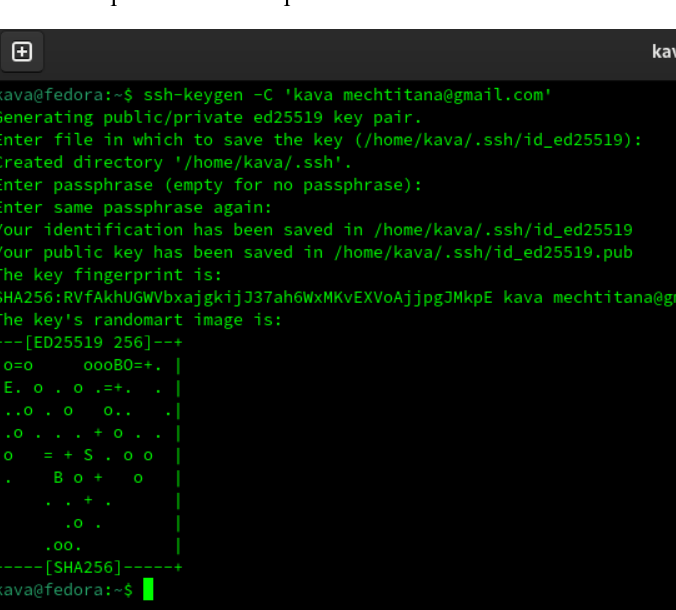 kav
kava@fedora:~$ ssh-keygen -C 'kava mechtitana@gmail.com'
Generating public/private ed25519 key pair.
Enter file in which to save the key (/home/kava/.ssh/id_ed25519):
Created directory '/home/kava/.ssh'.
Enter passphrase (empty for no passphrase):
Enter same passphrase again:
Your identification has been saved in /home/kava/.ssh/id_ed25519
Your public key has been saved in /home/kava/.ssh/id_ed25519.pub
The key fingerprint is:
SHA256:RVfAkhUGWVbxajgkijJ37ah6WxMKvEXVoAjjpgJMkpE kava mechtitana@gm
The key's randomart image is:
---[ED25519 256]--+
o=o      oooBO=+. |
E. o . o .=+.  .  |
..o . o   o..    .|
.o . . . + o . .  |
o   = + S . o o   |
.    B o +   o    |
    . . + .       |
      .o .        |
    .oo.          |
-----[SHA256]-----+
kava@fedora:~$